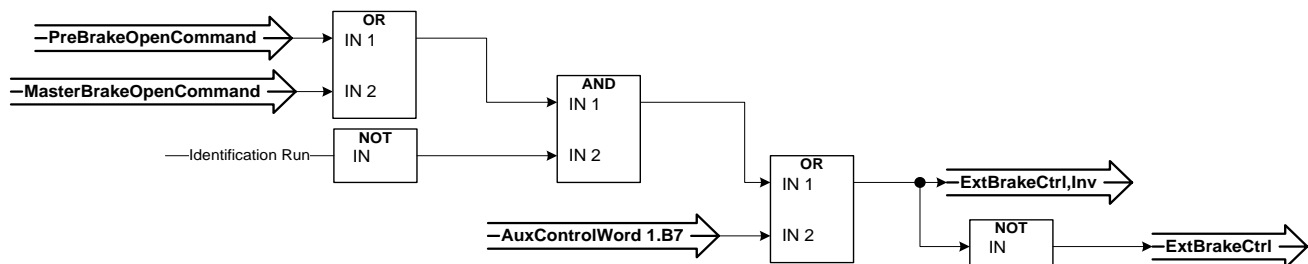 OR
PreBrakeOpenCommand
IN 1
MasterBrakeOpenCommand
IN 2
AND
IN 1
NOT
Identification Run
IN
IN 2
OR
IN 1
ExtBrakeCtrl,Inv
AuxControlWord 1.B7
IN 2
NOT
IN
ExtBrakeCtrl